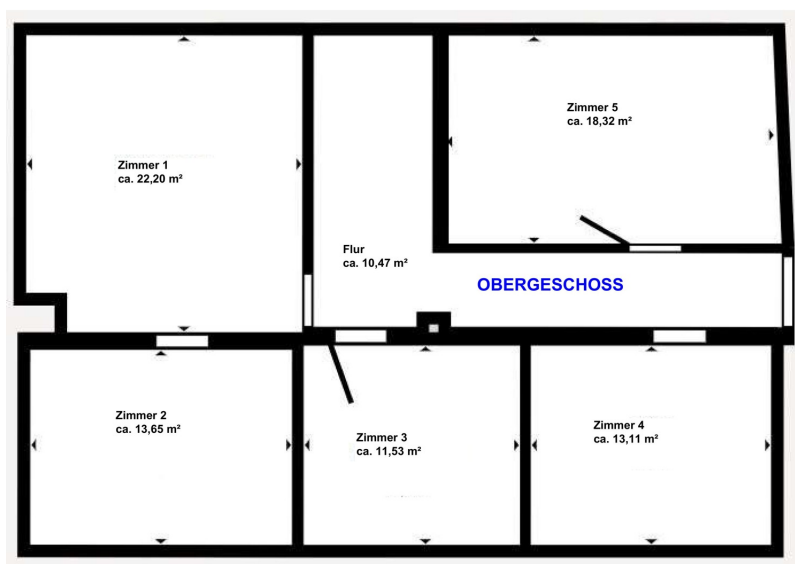 Zimmer 5
ca. 18,32 m²
Zimmer 1
ca. 22,20 m²
Flur
ca. 10,47 m²
OBERGESCHOSS
Zimmer 2
ca. 13,65 m²
Zimmer 3
ca. 11,53 m²
Zimmer 4
ca. 13,11 m²